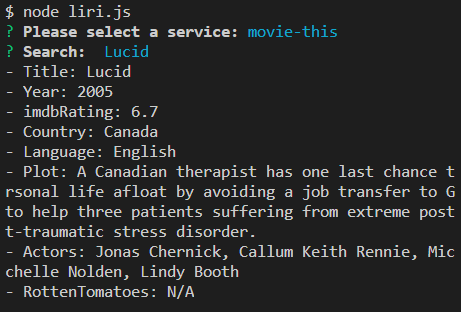 $ node liri.js
? Please select a service: movie-this
? Search:  Lucid
- Title: Lucid
- Year: 2005
- imdbRating: 6.7
- Country: Canada
- Language: English
- Plot: A Canadian therapist has one last chance t
rsonal life afloat by avoiding a job transfer to G
to help three patients suffering from extreme post
t-traumatic stress disorder.
- Actors: Jonas Chernick, Callum Keith Rennie, Mic
chelle Nolden, Lindy Booth
- RottenTomatoes: N/A